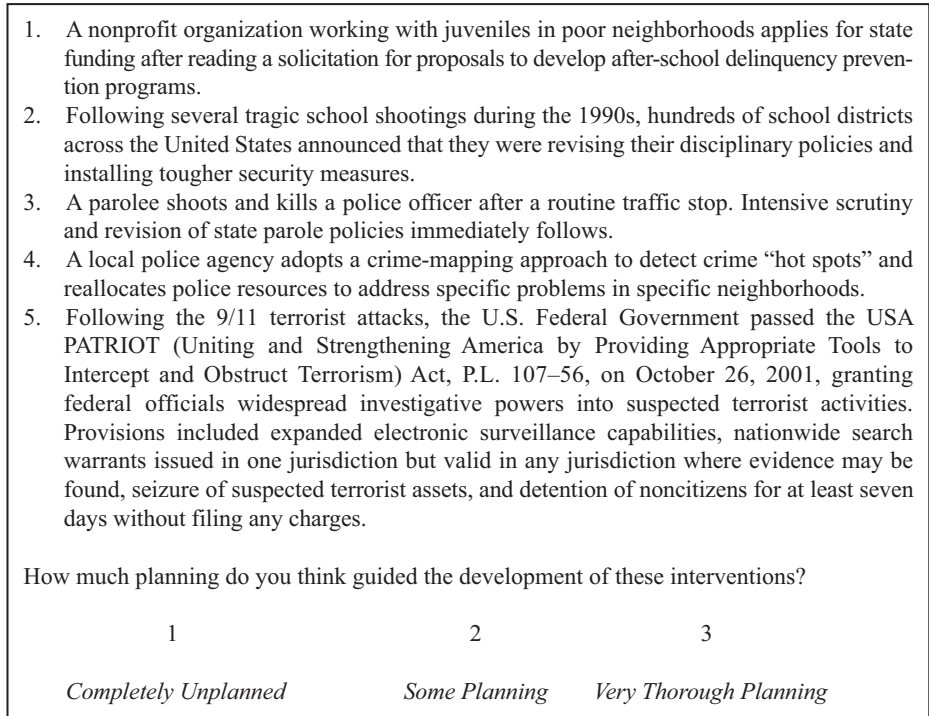 1. A nonprofit organization working with juveniles in poor neighborhoods applies for state
funding after reading a solicitation for proposals to develop after-school delinquency preven-
tion programs.
2. Following several tragic school shootings during the 1990s, hundreds of school districts
across the United States announced that they were revising their disciplinary policies and
installing tougher security measures.
3. A parolee shoots and kills a police officer after a routine traffic stop. Intensive scrutiny
and revision of state parole policies immediately follows.
4. A local police agency adopts a crime-mapping approach to detect crime “hot spots” and
reallocates police resources to address specific problems in specific neighborhoods.
5. Following the 9/11 terrorist attacks, the U.S. Federal Government passed the USA
PATRIOT (Uniting and Strengthening America by Providing Appropriate Tools to
Intercept and Obstruct Terrorism) Act, P.L. 107–56, on October 26, 2001, granting
federal officials widespread investigative powers into suspected terrorist activities.
Provisions included expanded electronic surveillance capabilities, nationwide search
warrants issued in one jurisdiction but valid in any jurisdiction where evidence may be
found, seizure of suspected terrorist assets, and detention of noncitizens for at least seven
days without filing any charges.
How much planning do you think guided the development of these interventions?
1 2 3
Completely Unplanned Some Planning Very Thorough Planning